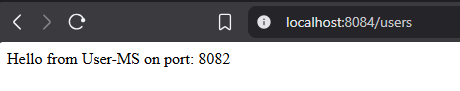 localhost:8084/users
Hello from User-MS on port: 8082